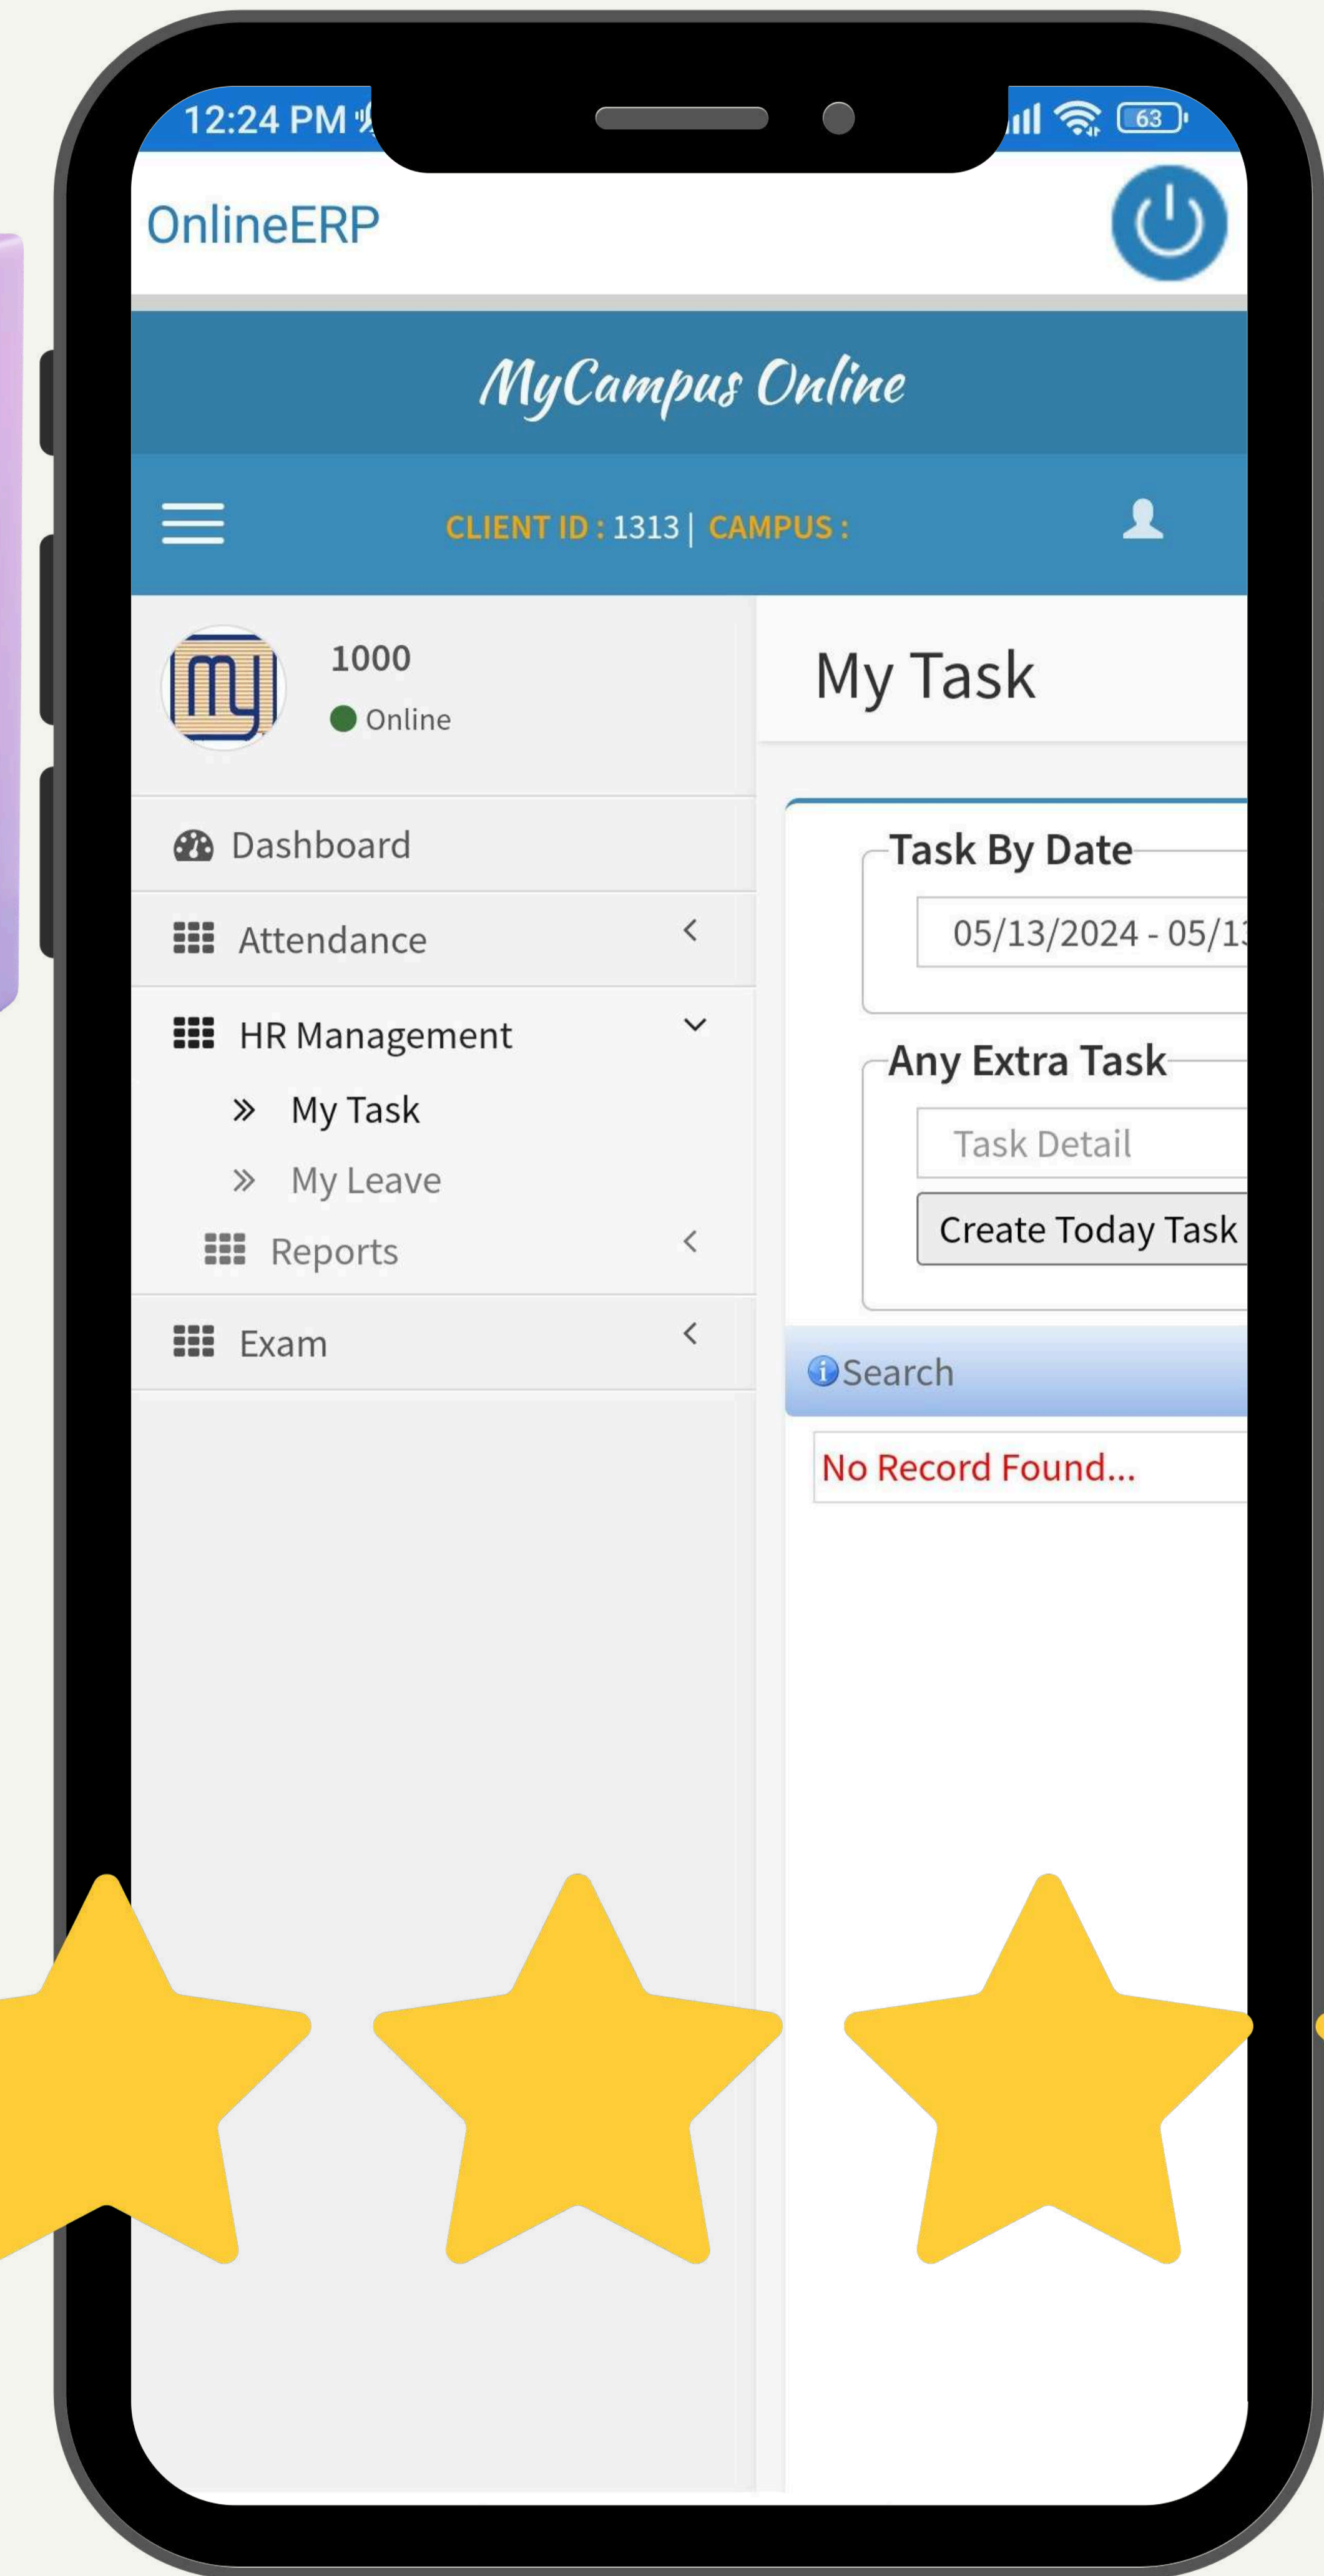 12:24 PM
63
OnlineERP
MyCampus Online
CLIENT ID : 1313 | CAMPUS :
my
1000
Online
Dashboard
Attendance
HR Management
My Task
My Leave
Reports
Exam
My Task
Task By Date
05/13/2024 - 05/13
Any Extra Task
Task Detail
Create Today Task
Search
No Record Found...